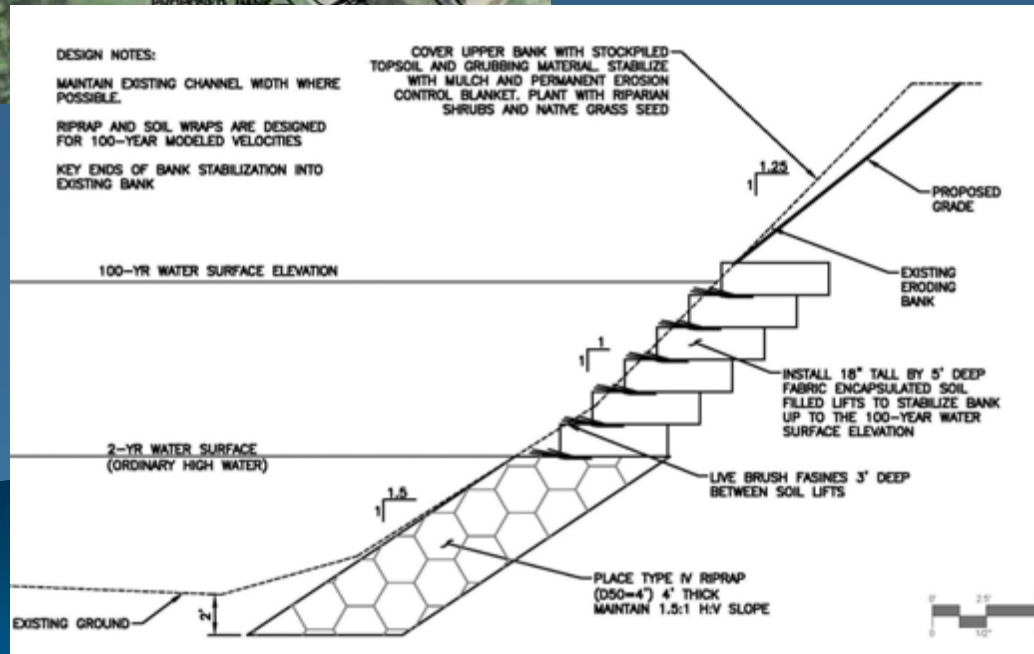 PROPOSED BANK
DESIGN NOTES:
MAINTAIN EXISTING CHANNEL WIDTH WHERE
POSSIBLE.
RIPRAP AND SOIL WRAPS ARE DESIGNED
FOR 100-YEAR MODELED VELOCITIES
KEY ENDS OF BANK STABILIZATION INTO
EXISTING BANK
COVER UPPER BANK WITH STOCKPILED
TOPSOIL AND GRUBBING MATERIAL. STABILIZE
WITH MULCH AND PERMANENT EROSION
CONTROL BLANKET. PLANT WITH RIPARIAN
SHRUBS AND NATIVE GRASS SEED
1.25
1
PROPOSED
GRADE
100-YR WATER SURFACE ELEVATION
EXISTING
ERODING
BANK
1
1
INSTALL 18" TALL BY 5' DEEP
FABRIC ENCAPSULATED SOIL
FILLED LIFTS TO STABILIZE BANK
UP TO THE 100-YEAR WATER
SURFACE ELEVATION
2-YR WATER SURFACE
(ORDINARY HIGH WATER)
LIVE BRUSH FASINES 3' DEEP
BETWEEN SOIL LIFTS
1.5
1
PLACE TYPE IV RIPRAP
(D50=4') 4' THICK
MAINTAIN 1.5:1 H:V SLOPE
2'
EXISTING GROUND
0'
0